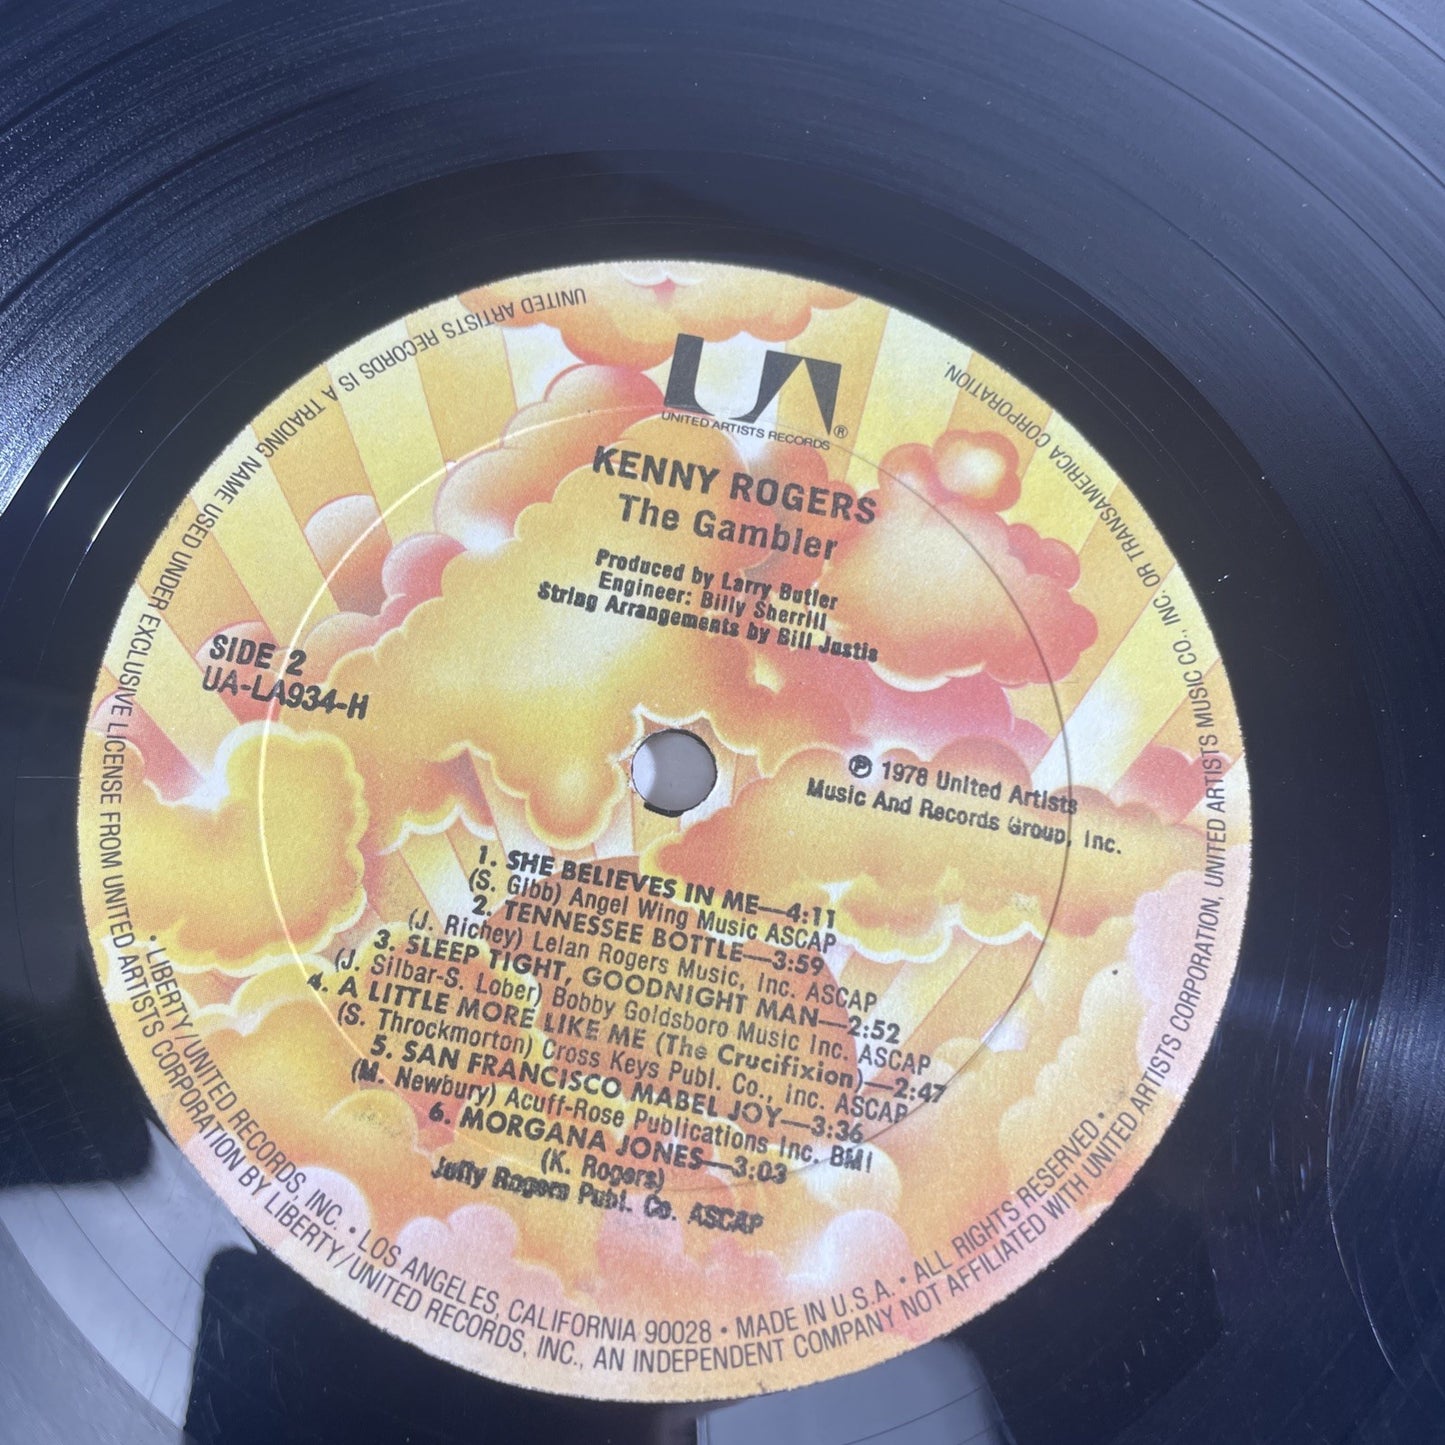 UA
UNITED ARTISTS RECORDS ®
KENNY ROGERS
The Gambler
Produced by Larry Butler
Engineer: Billy Sherrill
String Arrangements by Bill Justis
SIDE 2
UA-LA934-H
℗ 1978 United Artists
Music And Records Group, Inc.
1. SHE BELIEVES IN ME—4:11
(S. Gibb) Angel Wing Music ASCAP
2. TENNESSEE BOTTLE—3:59
(J. Richey) Lelan Rogers Music, Inc. ASCAP
3. SLEEP TIGHT, GOODNIGHT MAN—2:52
(J. Silbar-S. Lober) Bobby Goldsboro Music Inc. ASCAP
4. A LITTLE MORE LIKE ME (The Crucifixion)—2:47
(S. Throckmorton) Cross Keys Publ. Co., Inc. ASCAP
5. SAN FRANCISCO MABEL JOY—3:36
(M. Newbury) Acuff-Rose Publications Inc. BMI
6. MORGANA JONES—3:03
(K. Rogers)
Jolly Rogers Publ. Co. ASCAP
• LIBERTY/UNITED RECORDS, INC. • LOS ANGELES, CALIFORNIA 90028 • MADE IN U.S.A. • ALL RIGHTS RESERVED •
UNITED ARTISTS RECORDS IS A TRADING NAME USED UNDER EXCLUSIVE LICENSE FROM UNITED ARTISTS CORPORATION BY LIBERTY/UNITED RECORDS, INC., AN INDEPENDENT COMPANY NOT AFFILIATED WITH UNITED ARTISTS CORPORATION, UNITED ARTISTS MUSIC CO., INC. OR TRANSAMERICA CORPORATION.